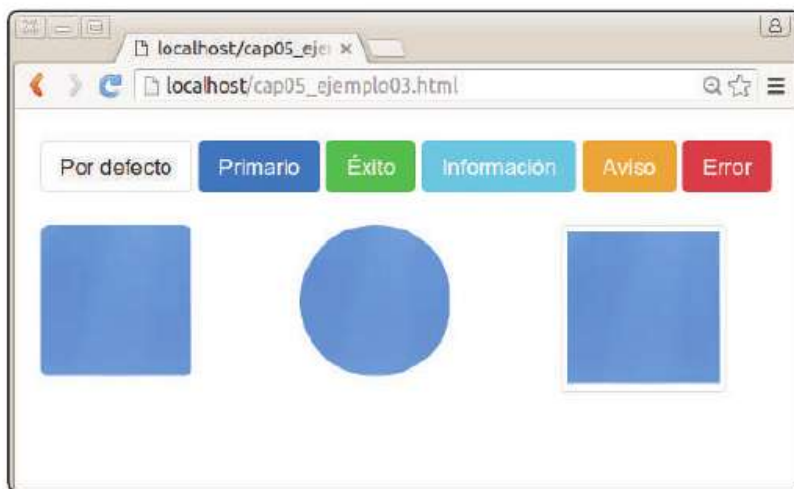 localhost/cap05_eje
localhost/cap05_ejemplo03.html
Por defecto Primario Éxito Información Aviso Error